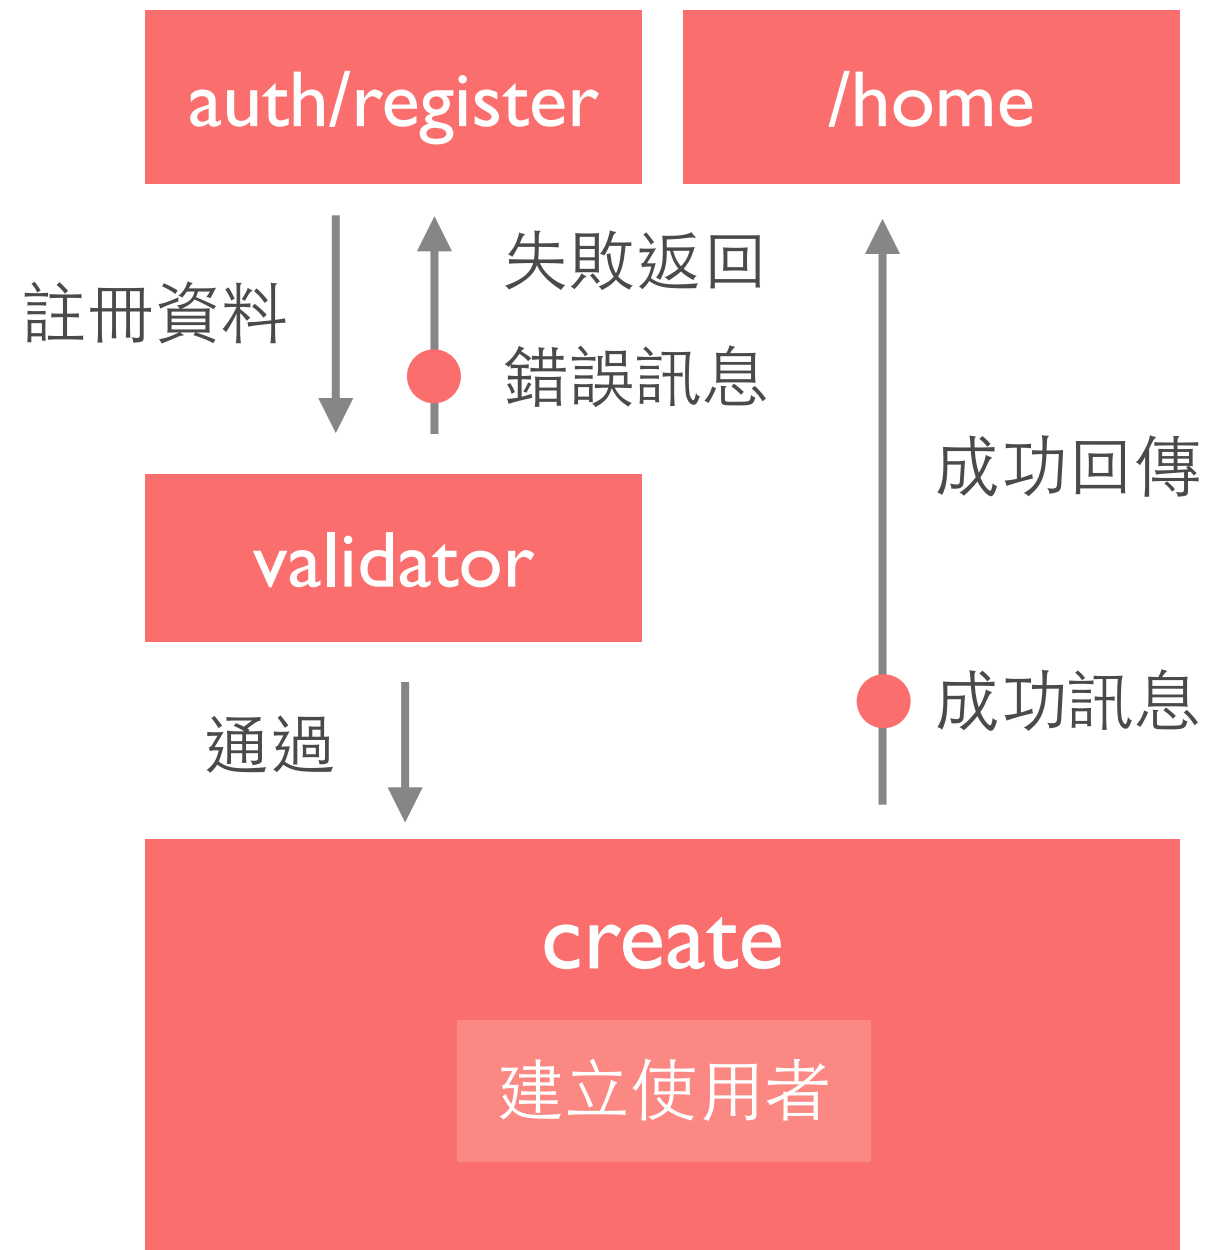 auth/register
/home
註冊資料
失敗返回
錯誤訊息
成功回傳
validator
成功訊息
通過
create
建立使用者